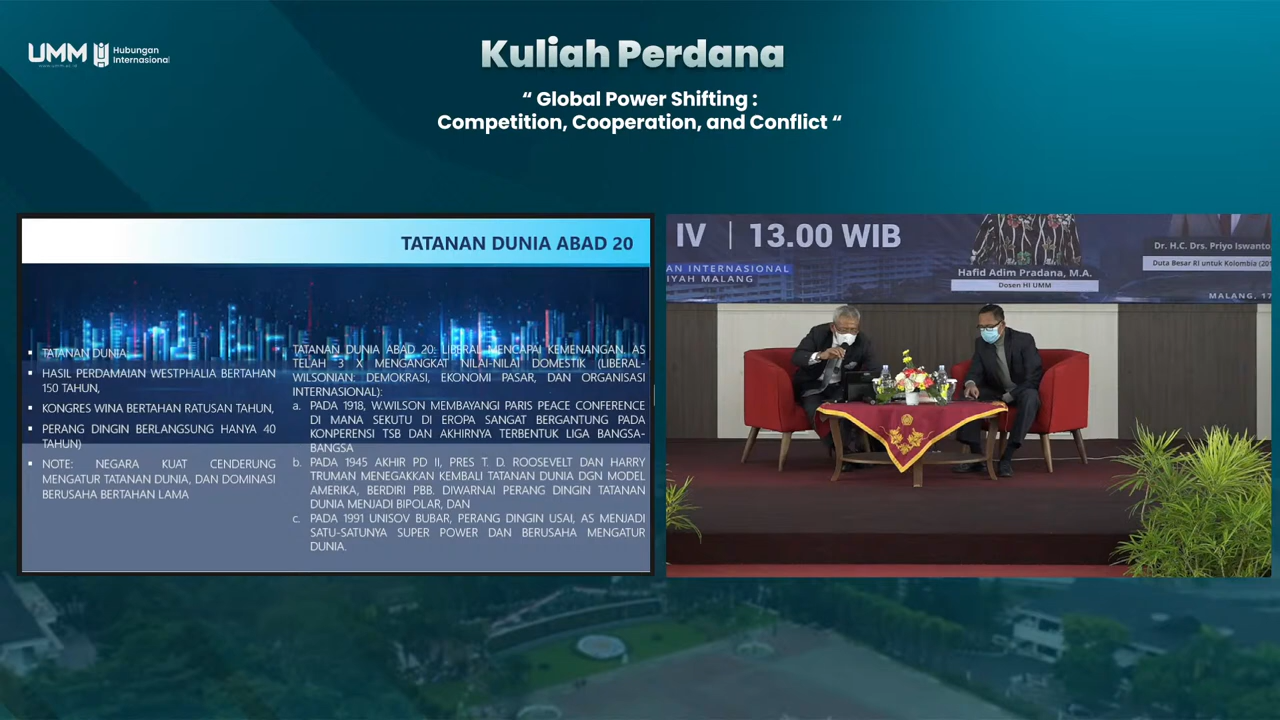 UMM
Hubungan
Internasional
Kuliah Perdana
“ Global Power Shifting :
Competition, Cooperation, and Conflict “
TATANAN DUNIA ABAD 20
▪ TATANAN DUNIA
▪ HASIL PERDAMAIAN WESTPHALIA BERTAHAN
150 TAHUN,
▪ KONGRES WINA BERTAHAN RATUSAN TAHUN,
▪ PERANG DINGIN BERLANGSUNG HANYA 40
TAHUN)
▪ NOTE: NEGARA KUAT CENDERUNG
MENGATUR TATANAN DUNIA, DAN DOMINASI
BERUSAHA BERTAHAN LAMA
TATANAN DUNIA ABAD 20: LIBERAL MENCAPAI KEMENANGAN. AS
TELAH 3 X MENGANGKAT NILAI-NILAI DOMESTIK (LIBERAL-
WILSONIAN: DEMOKRASI, EKONOMI PASAR, DAN ORGANISASI
INTERNASIONAL):
a. PADA 1918, W.WILSON MEMBAYANGI PARIS PEACE CONFERENCE
DI MANA SEKUTU DI EROPA SANGAT BERGANTUNG PADA
KONPERENSI TSB DAN AKHIRNYA TERBENTUK LIGA BANGSA-
BANGSA
b. PADA 1945 AKHIR PD II, PRES T. D. ROOSEVELT DAN HARRY
TRUMAN MENEGAKKAN KEMBALI TATANAN DUNIA DGN MODEL
AMERIKA, BERDIRI PBB. DIWARNAI PERANG DINGIN TATANAN
DUNIA MENJADI BIPOLAR, DAN
c. PADA 1991 UNISOV BUBAR, PERANG DINGIN USAI, AS MENJADI
SATU-SATUNYA SUPER POWER DAN BERUSAHA MENGATUR
DUNIA.
IV | 13.00 WIB
AN INTERNASIONAL
IYAH MALANG
Hafid Adim Pradana, M.A.
Dosen HI UMM
Dr. H.C. Drs. Priyo Iswanto,
Duta Besar RI untuk Kolombia (201
MALANG, 17